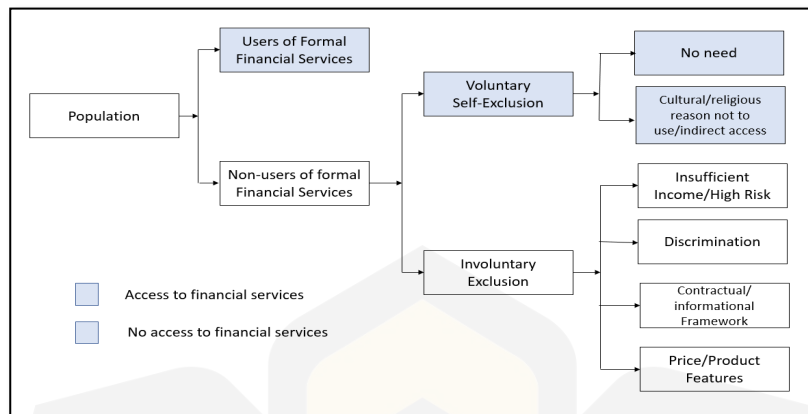 Users of Formal
Financial Services
No need
Voluntary
Self-Exclusion
Cultural/religious
reason not to
use/indirect access
Population
Non-users of formal
Financial Services
Insufficient
Income/High Risk
Discrimination
Involuntary
Exclusion
Contractual/
informational
Framework
Price/Product
Features
Access to financial services
No access to financial services